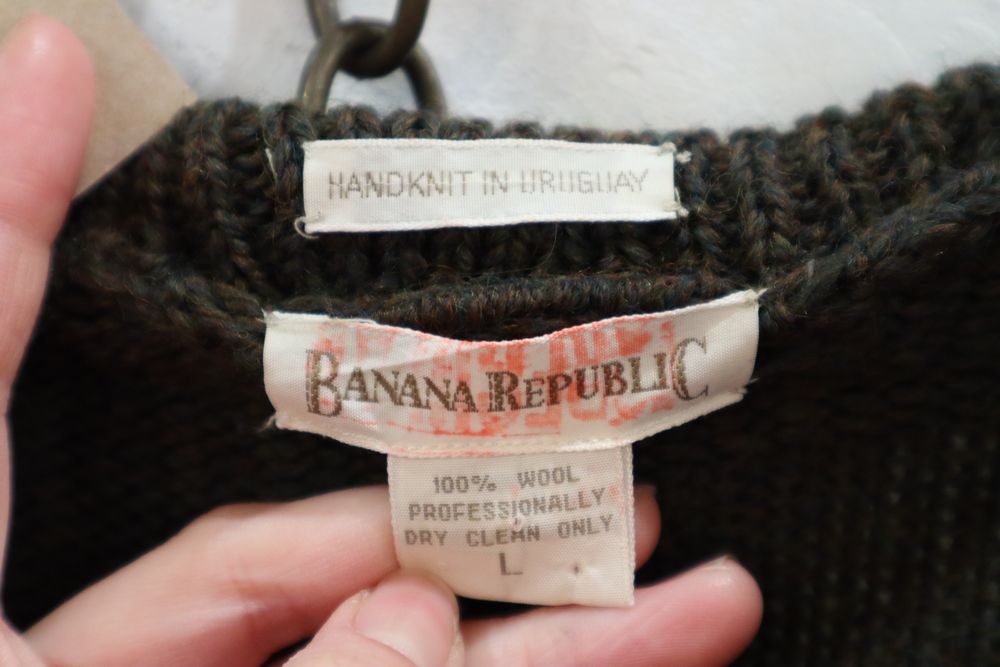 HANDKNIT IN URUGUAY
BANANA REPUBLIC
100% WOOL
PROFESSIONALLY
DRY CLEAN ONLY
L